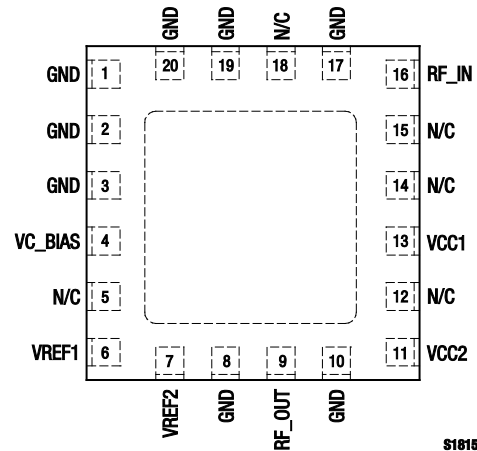 GND
GND
N/C
GND
20
19
18
17
GND 1
16 RF_IN
GND 2
15 N/C
GND 3
14 N/C
VC_BIAS 4
13 VCC1
N/C 5
12 N/C
VREF1 6
11 VCC2
7
8
9
10
VREF2
GND
RF_OUT
GND
S1815